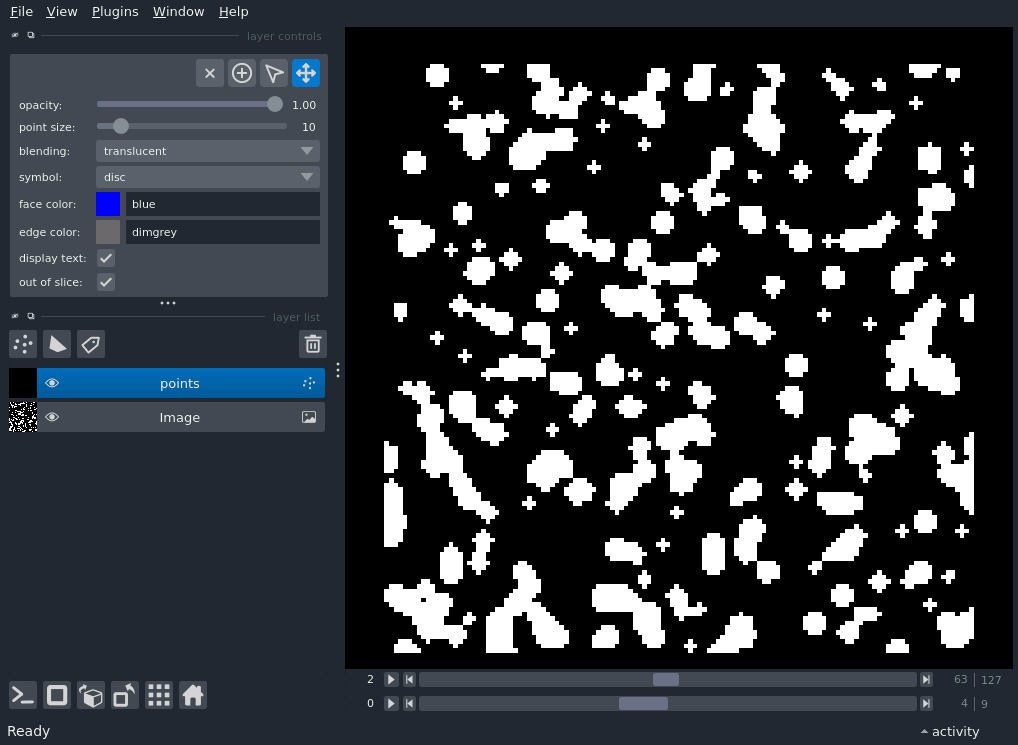 File View Plugins Window Help
layer controls
opacity: 1.00
point size: 10
blending: translucent
symbol: disc
face color: blue
edge color: dimgrey
display text:
out of slice:
layer list
points
Image
2 63 127
0 4 9
Ready activity